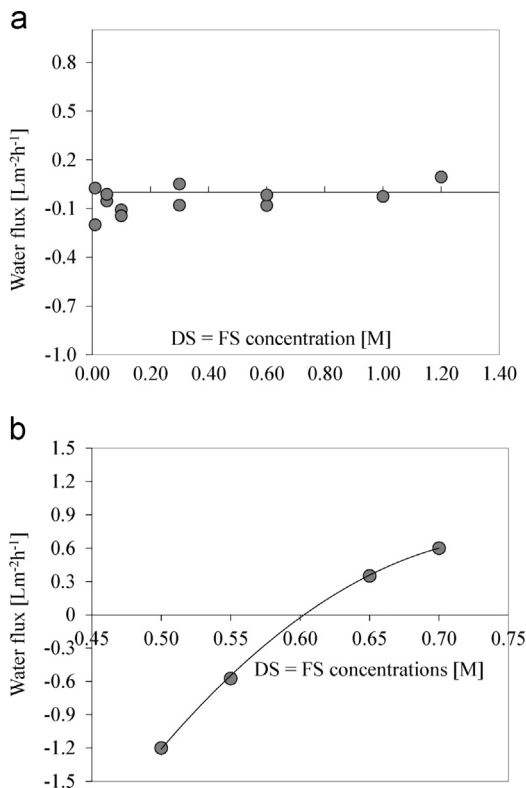 a
0.8
0.5
0.2
-0.1
-0.4
-0.7
-1.0
Water flux [Lm⁻²h⁻¹]
DS = FS concentration [M]
0.00 0.20 0.40 0.60 0.80 1.00 1.20 1.40
b
1.5
1.2
0.9
0.6
0.3
0
-0.3
-0.6
-0.9
-1.2
-1.5
Water flux [Lm⁻²h⁻¹]
0.45 0.50 0.55 0.60 0.65 0.70 0.75
DS = FS concentrations [M]